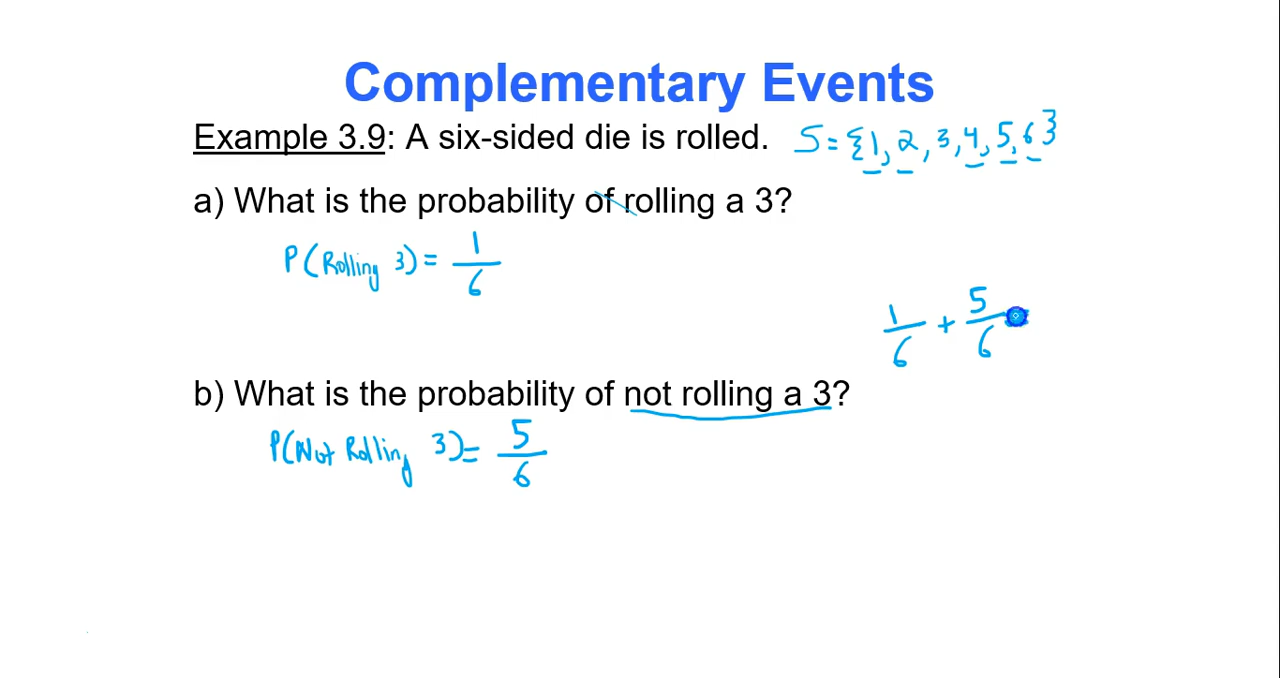 Complementary Events
Example 3.9: A six-sided die is rolled. S = {1, 2, 3, 4, 5, 6}
a) What is the probability of rolling a 3?
P(Rolling 3) = 1/6
1/6 + 5/6
b) What is the probability of not rolling a 3?
P(Not Rolling 3) = 5/6